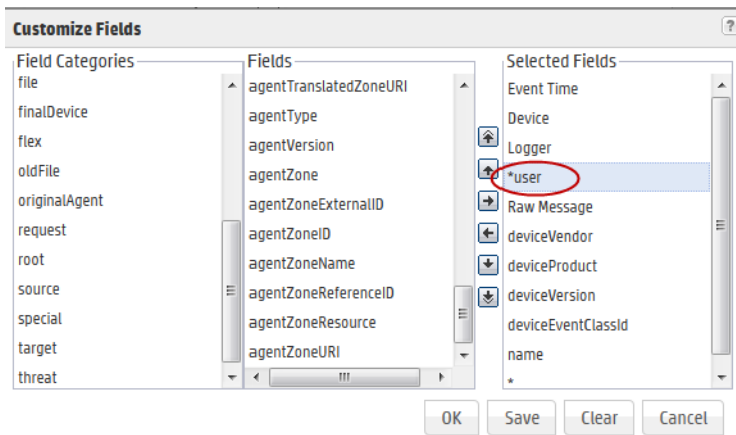 Customize Fields
?
Field Categories
file
finalDevice
flex
oldFile
originalAgent
request
root
source
special
target
threat
Fields
agentTranslatedZoneURI
agentType
agentVersion
agentZone
agentZoneExternalID
agentZoneID
agentZoneName
agentZoneReferenceID
agentZoneResource
agentZoneURI
Selected Fields
Event Time
Device
Logger
*user
Raw Message
deviceVendor
deviceProduct
deviceVersion
deviceEventClassId
name
*
OK Save Clear Cancel